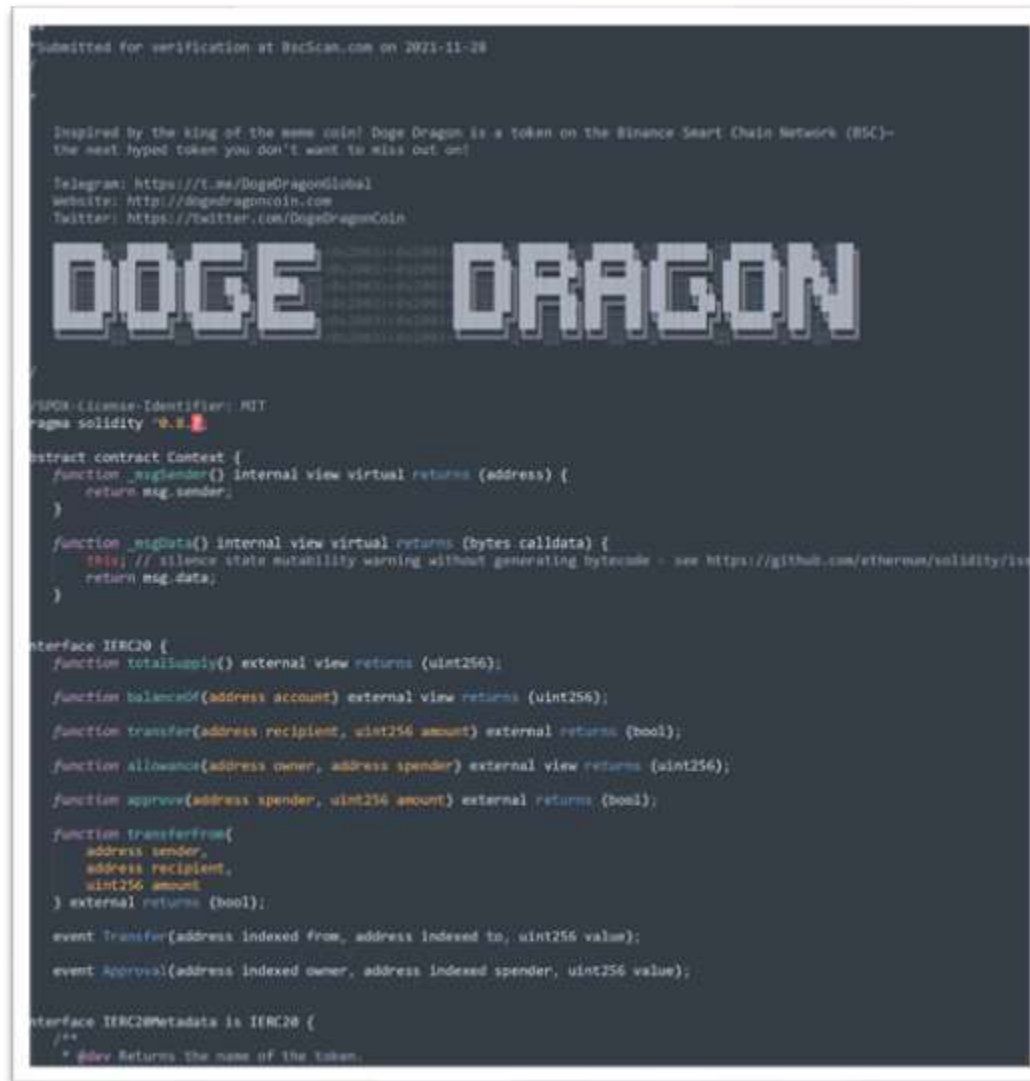 *Submitted for verification at BscScan.com on 2021-11-28
/
Inspired by the king of the meme coin! Doge Dragon is a token on the Binance Smart Chain Network (BSC)—
the next hyped token you don't want to miss out on!
Telegram: https://t.me/DogeDragonGlobal
Website: http://dogedragoncoin.com
Twitter: https://twitter.com/DogeDragonCoin
DOGE DRAGON
/
/SPDX-License-Identifier: MIT
ragma solidity ^0.8.
bstract contract Context {
function _msgSender() internal view virtual returns (address) {
return msg.sender;
}
function _msgData() internal view virtual returns (bytes calldata) {
this; // silence state mutability warning without generating bytecode - see https://github.com/ethereum/solidity/iss
return msg.data;
}
nterface IERC20 {
function totalSupply() external view returns (uint256);
function balanceOf(address account) external view returns (uint256);
function transfer(address recipient, uint256 amount) external returns (bool);
function allowance(address owner, address spender) external view returns (uint256);
function approve(address spender, uint256 amount) external returns (bool);
function transferFrom(
address sender,
address recipient,
uint256 amount
) external returns (bool);
event Transfer(address indexed from, address indexed to, uint256 value);
event Approval(address indexed owner, address indexed spender, uint256 value);
nterface IERC20Metadata is IERC20 {
/**
* @dev Returns the name of the token.